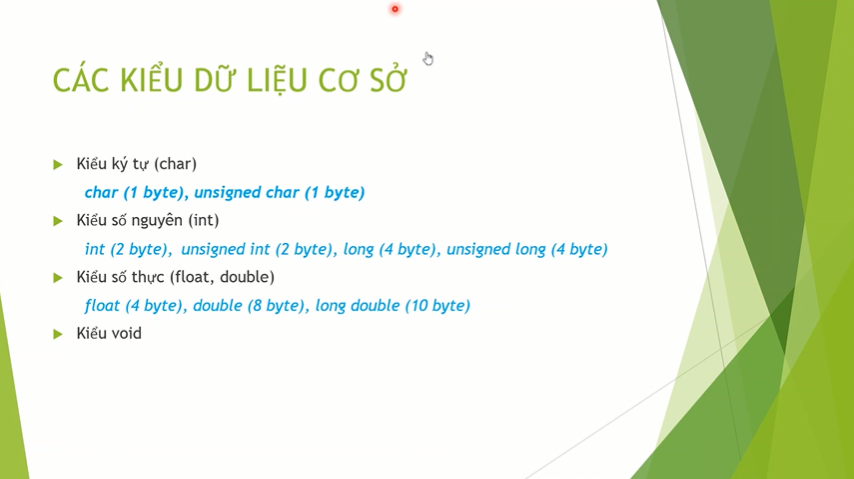 CÁC KIỂU DỮ LIỆU CƠ SỞ
Kiểu ký tự (char)
char (1 byte), unsigned char (1 byte)
Kiểu số nguyên (int)
int (2 byte), unsigned int (2 byte), long (4 byte), unsigned long (4 byte)
Kiểu số thực (float, double)
float (4 byte), double (8 byte), long double (10 byte)
Kiểu void